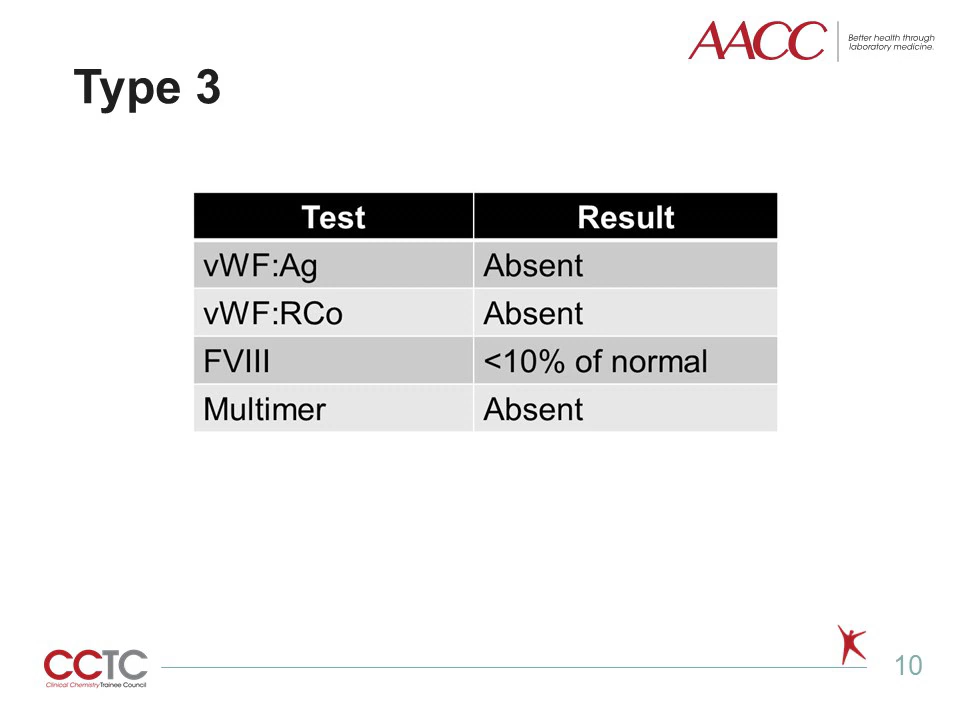 AACC
Better health through
laboratory medicine.
Type 3
Test Result
vWF:Ag Absent
vWF:RCo Absent
FVIII <10% of normal
Multimer Absent
CCTC
Clinical Chemistry Trainee Council
10